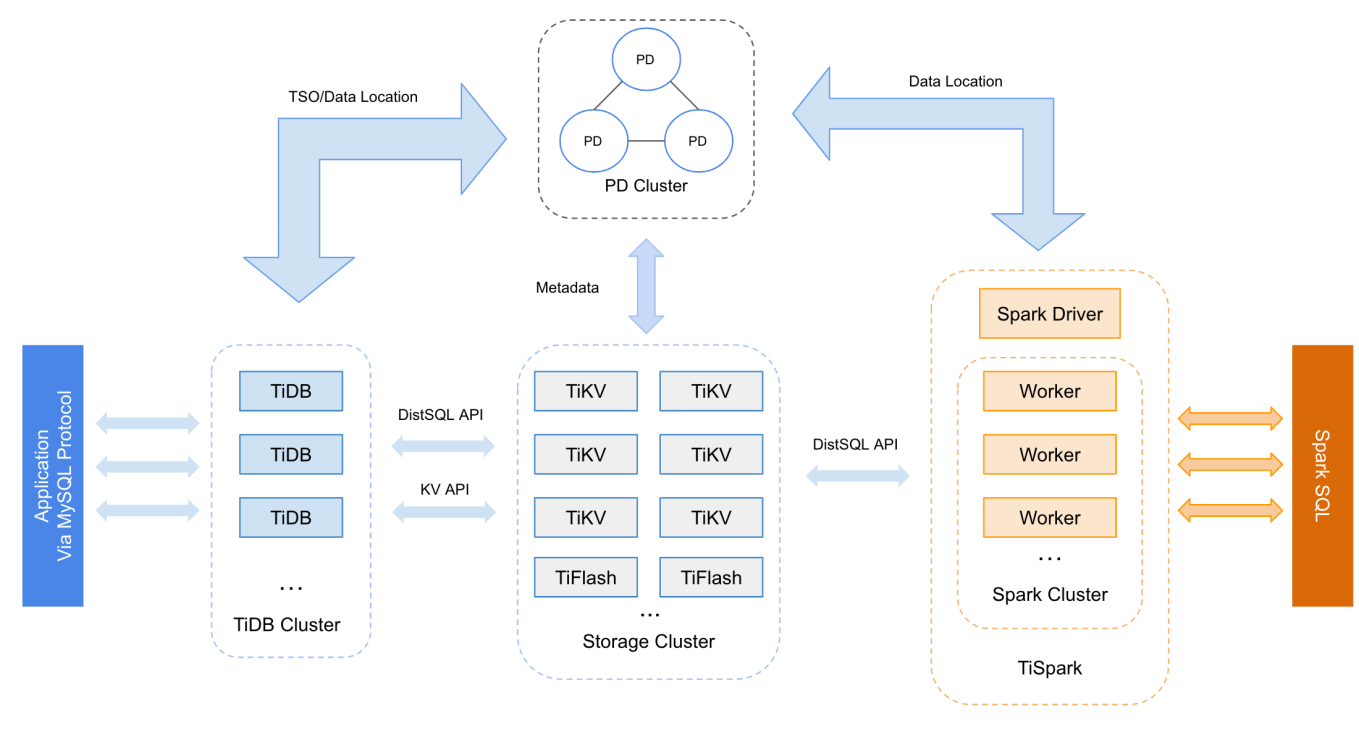 PD
TSO/Data Location
Data Location
PD
PD
PD Cluster
Metadata
Application
Via MySQL Protocol
TiDB
TiDB
TiDB
...
TiDB Cluster
DistSQL API
KV API
TiKV
TiKV
TiKV
TiKV
TiKV
TiKV
TiFlash
TiFlash
...
Storage Cluster
DistSQL API
Spark Driver
Worker
Worker
Worker
...
Spark Cluster
TiSpark
Spark SQL